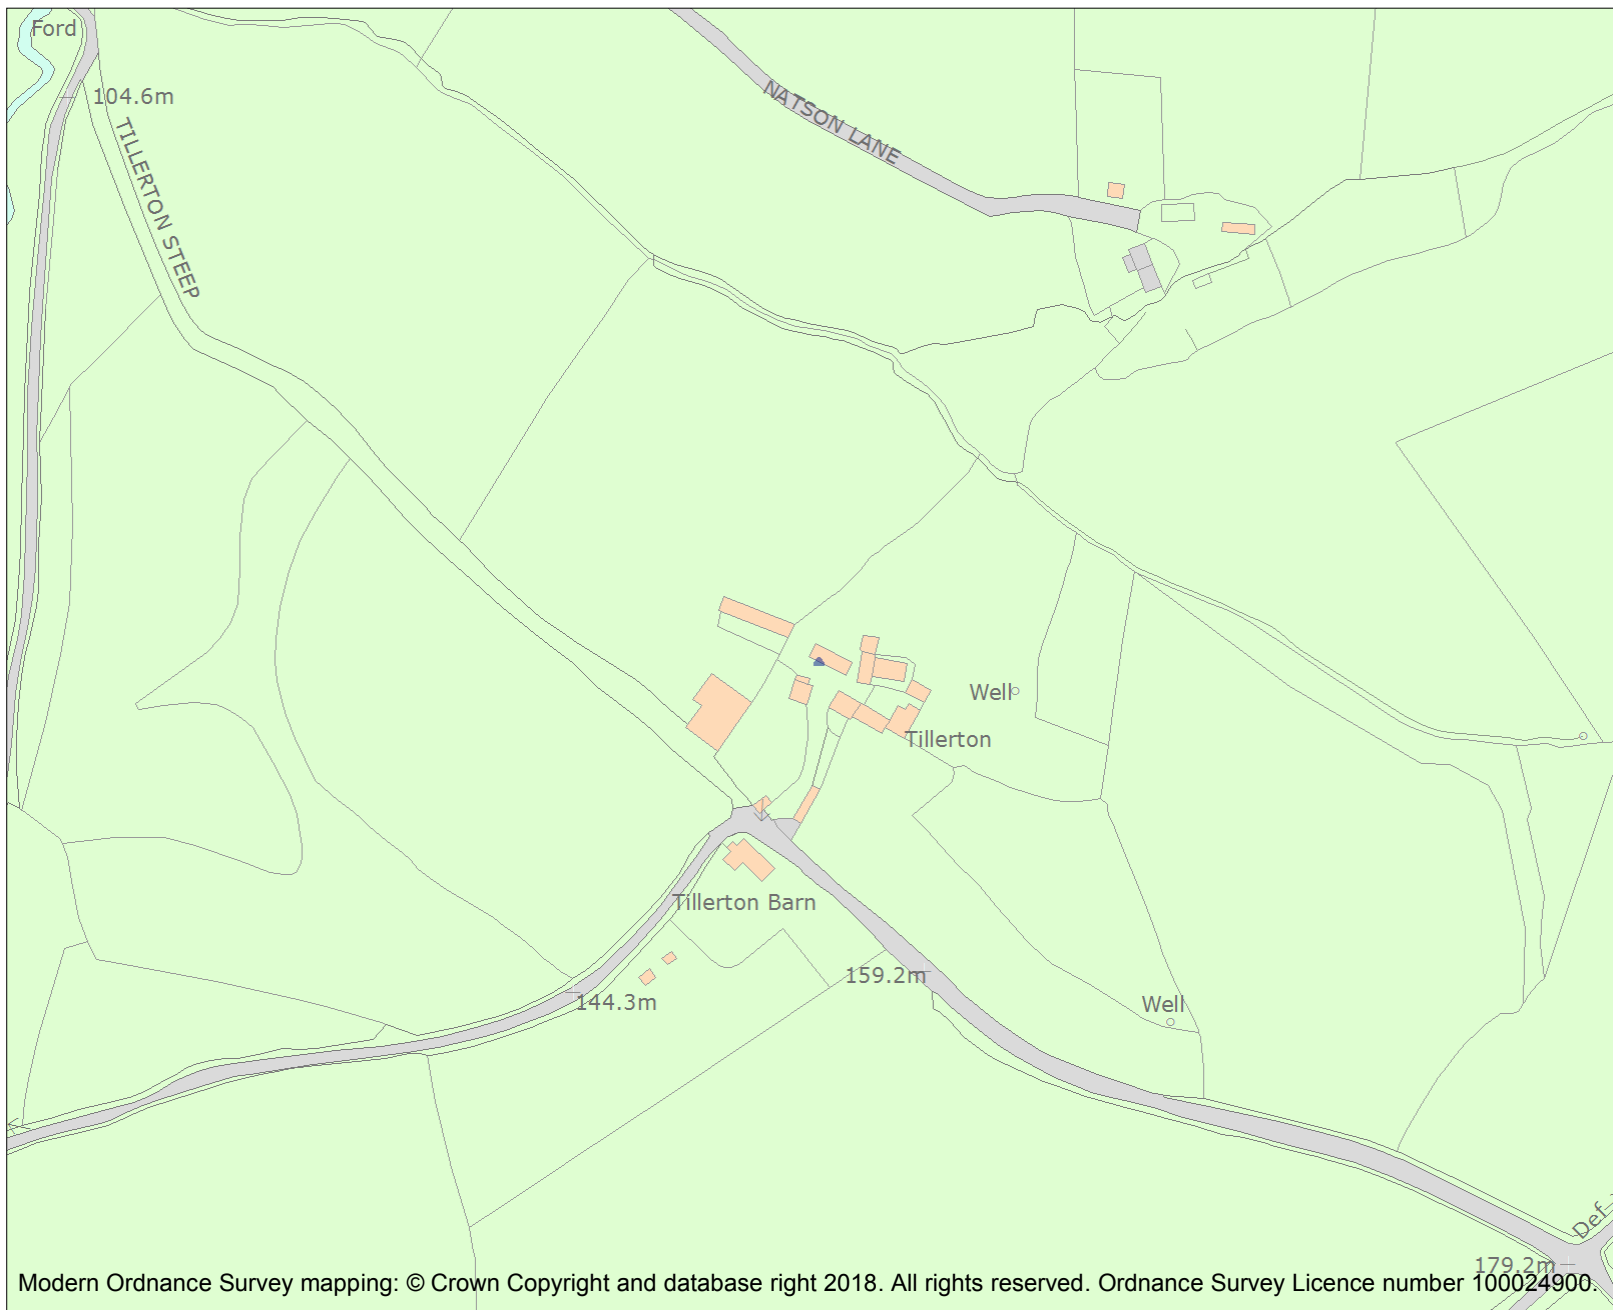 Ford
104.6m
TILLERTON STEEP
NATSON LANE
Well
Tillerton
Tillerton Barn
159.2m
144.3m
Well
Def
179.2m
Modern Ordnance Survey mapping: © Crown Copyright and database right 2018. All rights reserved. Ordnance Survey Licence number 100024900.